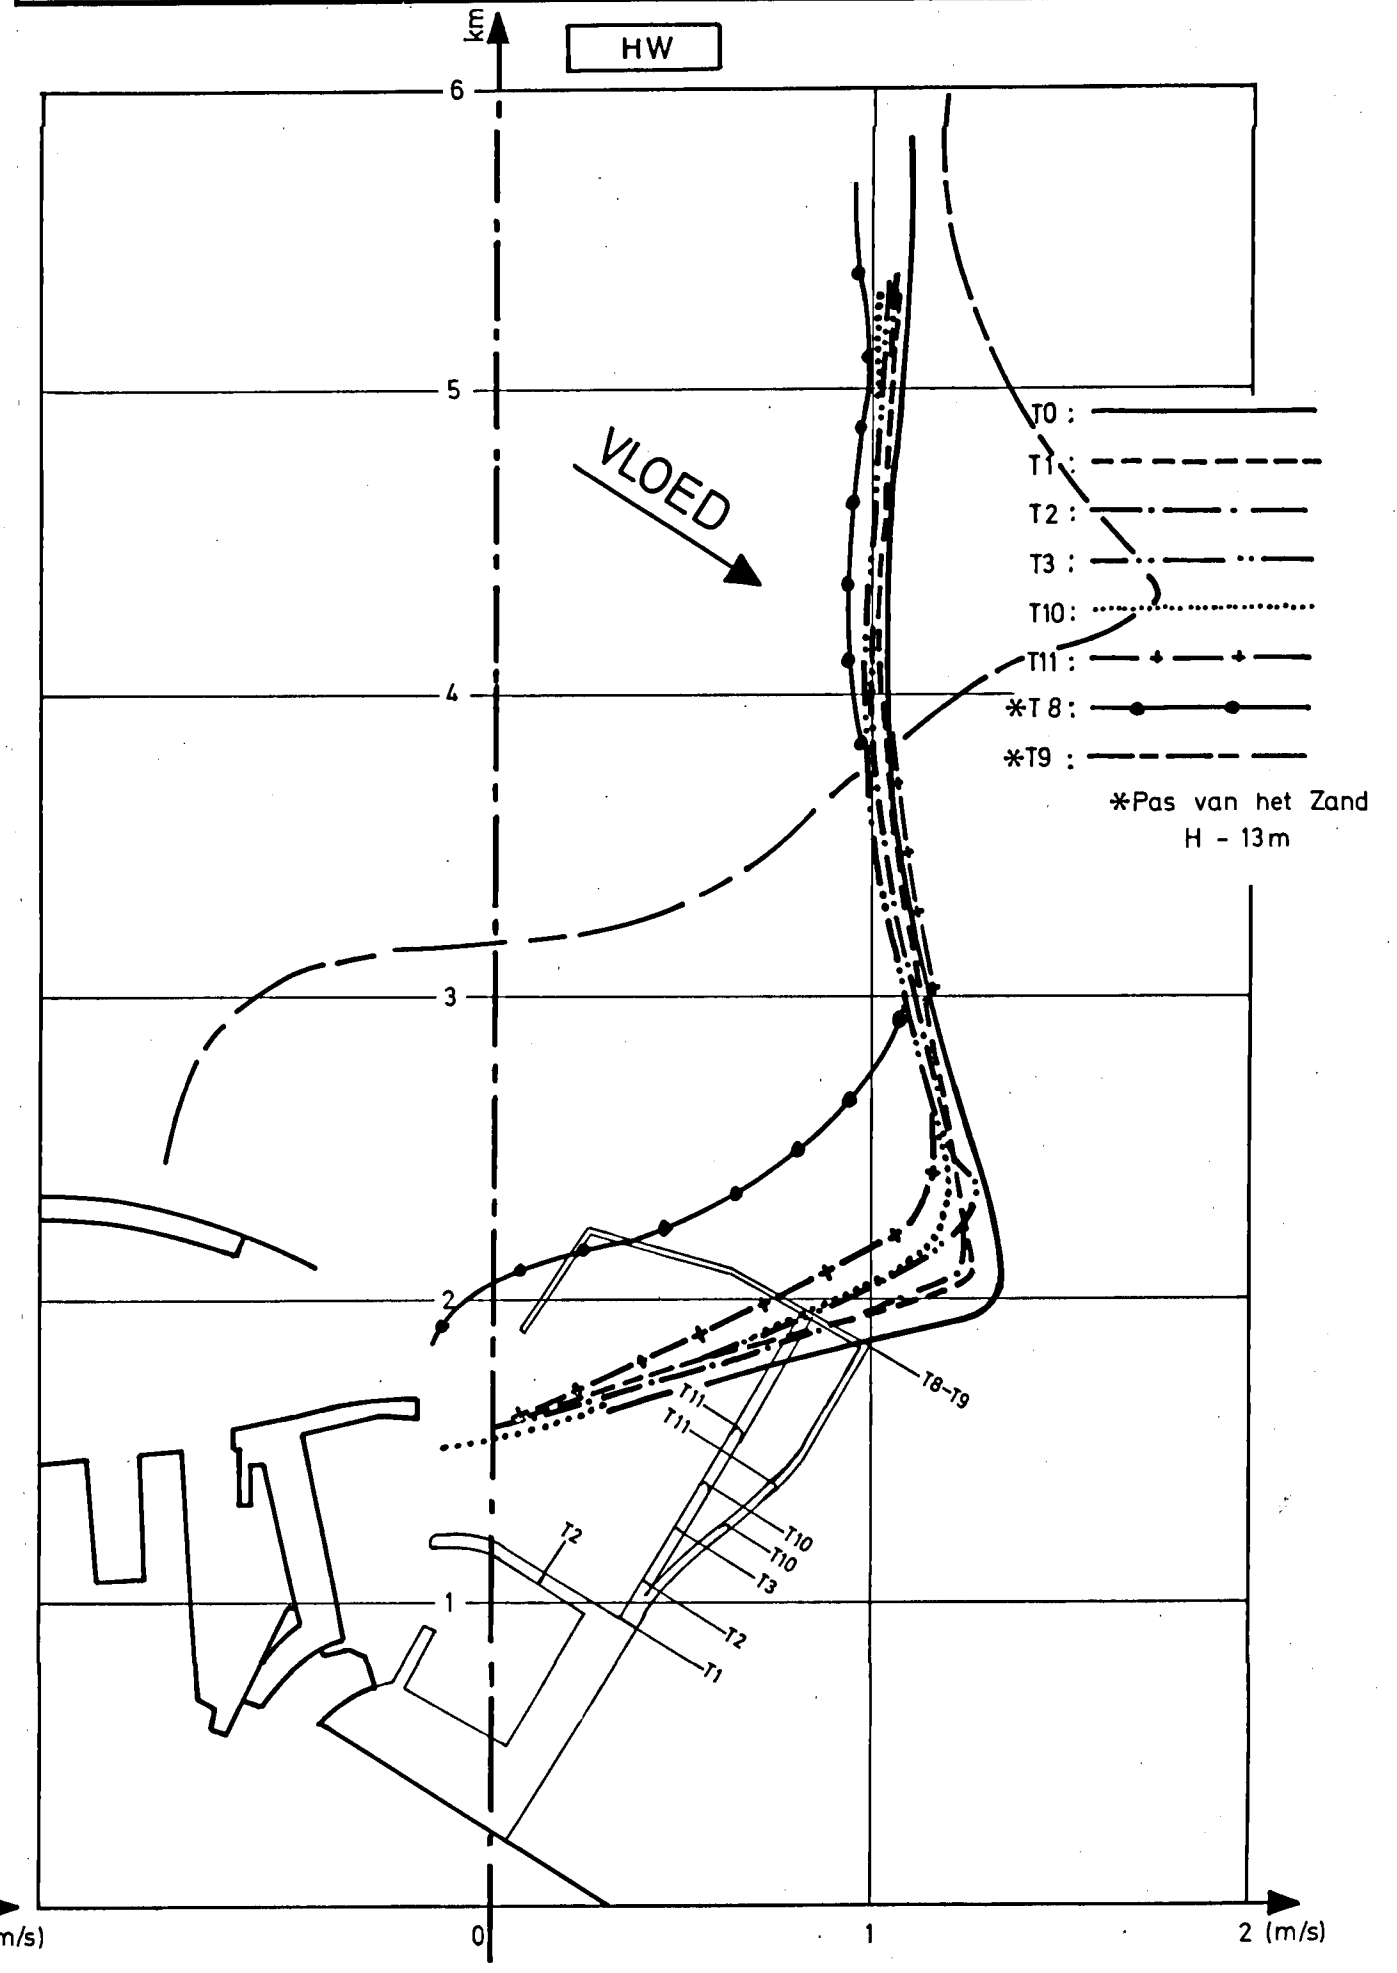 km
HW
6
5
VLOED
T0 :
T1 :
T2 :
T3 :
T10 :
T11 :
*T8 :
*T9 :
*Pas van het Zand
H - 13m
4
3
2
T8-T9
T11
T11
T10
T10
T3
T2
T2
T1
1
m/s)
0
1
2 (m/s)